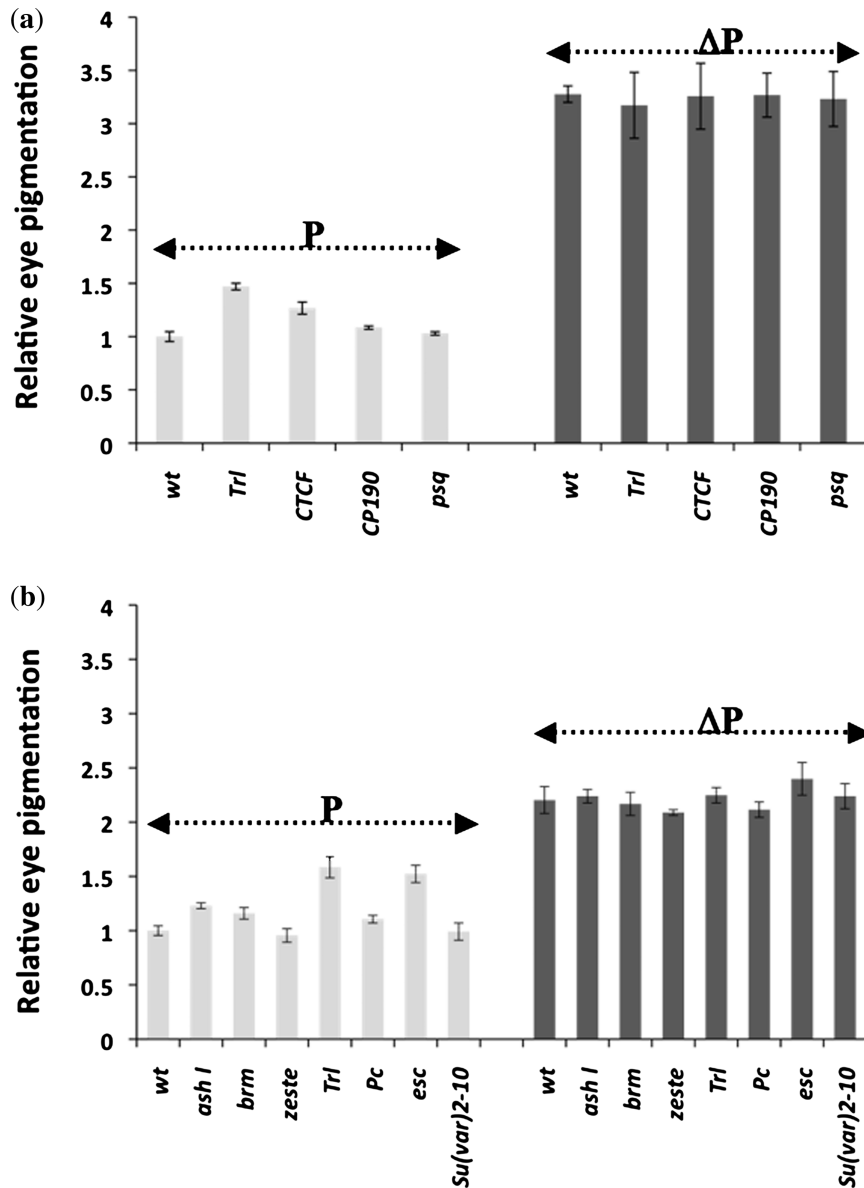 (a)
Relative eye pigmentation
4
3.5
3
2.5
2
1.5
1
0.5
0
P
ΔP
wt
Trl
CTCF
CP190
psq
wt
Trl
CTCF
CP190
psq
(b)
Relative eye pigmentation
4
3.5
3
2.5
2
1.5
1
0.5
0
P
ΔP
wt
ash I
brm
zeste
Trl
Pc
esc
Su(var)2-10
wt
ash I
brm
zeste
Trl
Pc
esc
Su(var)2-10